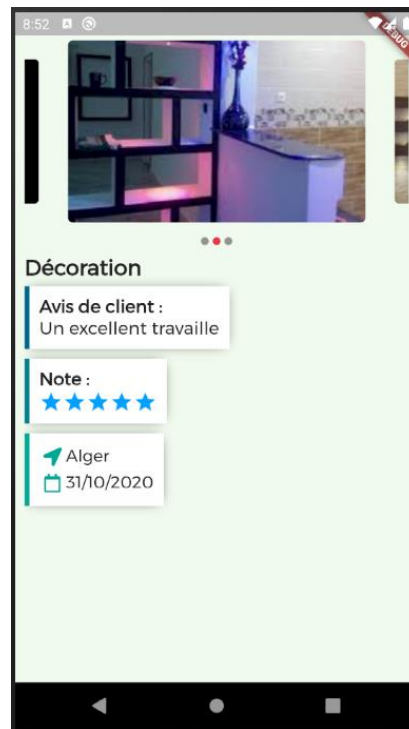 8:52
DEBUG
Décoration
Avis de client :
Un excellent travaille
Note :
Alger
31/10/2020